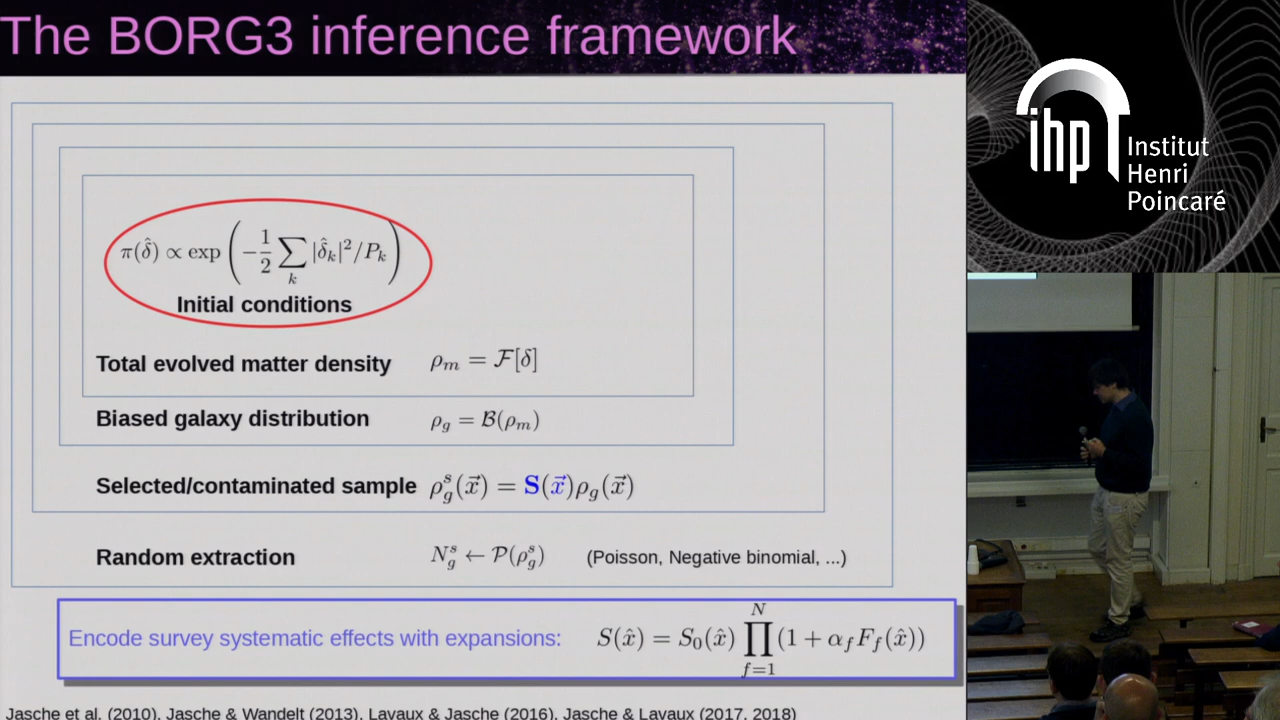 The BORG3 inference framework
π(δ̂) ∝ exp(−1/2 ∑_k |δ̂_k|²/P_k)
Initial conditions
Total evolved matter density ρ_m = ℱ[δ]
Biased galaxy distribution ρ_g = ℬ(ρ_m)
Selected/contaminated sample ρ_g^s(x⃗) = S(x⃗)ρ_g(x⃗)
Random extraction N_g^s ← 𝒫(ρ_g^s) (Poisson, Negative binomial, ...)
Encode survey systematic effects with expansions: S(x̂) = S_0(x̂) ∏_{f=1}^{N} (1 + α_f F_f(x̂))
Jasche et al. (2010), Jasche & Wandelt (2013), Lavaux & Jasche (2016), Jasche & Lavaux (2017, 2018)
ihp
Institut
Henri
Poincaré